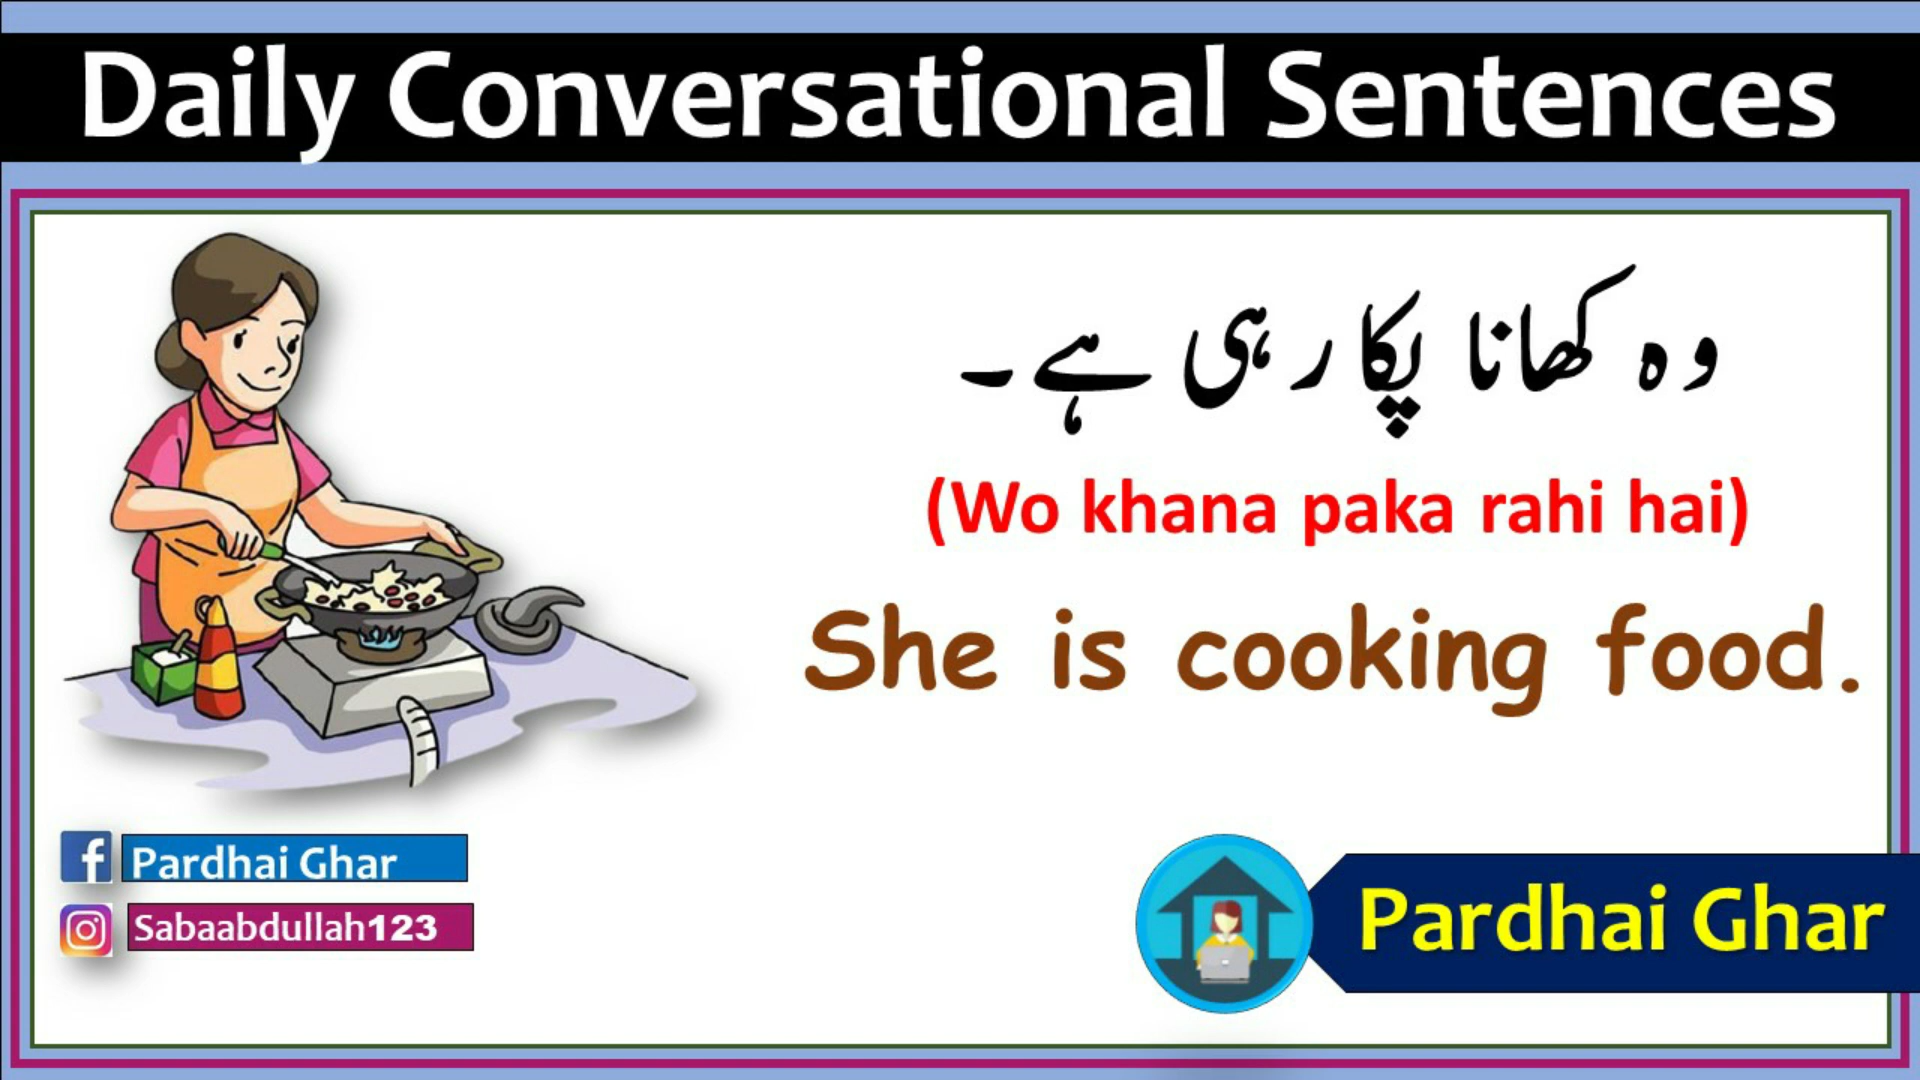 Daily Conversational Sentences
وہ کھانا پکا رہی ہے۔
(Wo khana paka rahi hai)
She is cooking food.
Pardhai Ghar
Sabaabdullah123
Pardhai Ghar